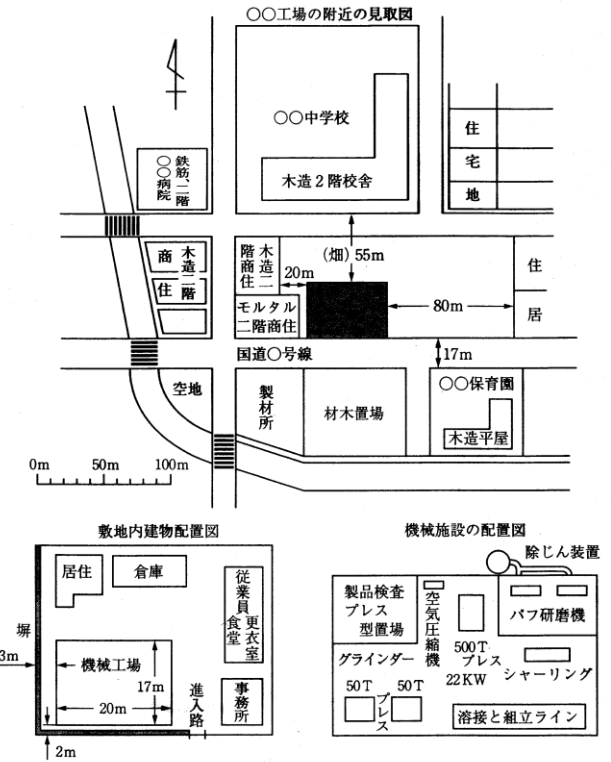 〇〇工場の附近の見取図
〇〇中学校
木造2階校舎
鉄筋、二階
〇〇病院
住
宅
地
商 木造二階
住
木造二
階商住
モルタル
二階商住
20m
(畑) 55m
80m
住
居
国道〇号線
17m
空地
製材所
材木置場
〇〇保育園
木造平屋
0m 50m 100m
敷地内建物配置図
居住
倉庫
従業員
更衣室
食堂
塀
3m
機械工場
17m
20m
進入路
事務所
2m
機械施設の配置図
除じん装置
製品検査
プレス
型置場
空気圧縮機
バフ研磨機
グラインダー
500T
プレス
22KW
シャーリング
50T 50T
プレス
溶接と組立ライン